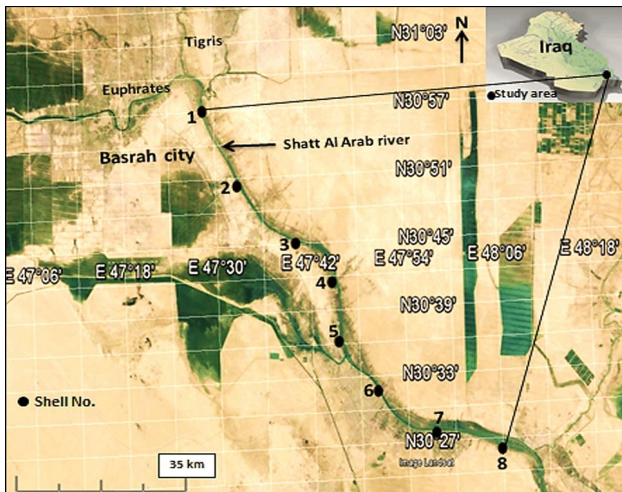 N31°03'
N
Tigris
Iraq
Euphrates
N30°57'
Study area
1
Shatt Al Arab river
Basrah city
N30°51'
2
3
N30°45'
E 47°06'
E 47°18'
E 47°30'
E 47°42'
E 47°54'
E 48°06'
E 48°18'
4
N30°39'
5
N30°33'
6
Shell No.
7
N30°27'
8
Image Landsat
35 km